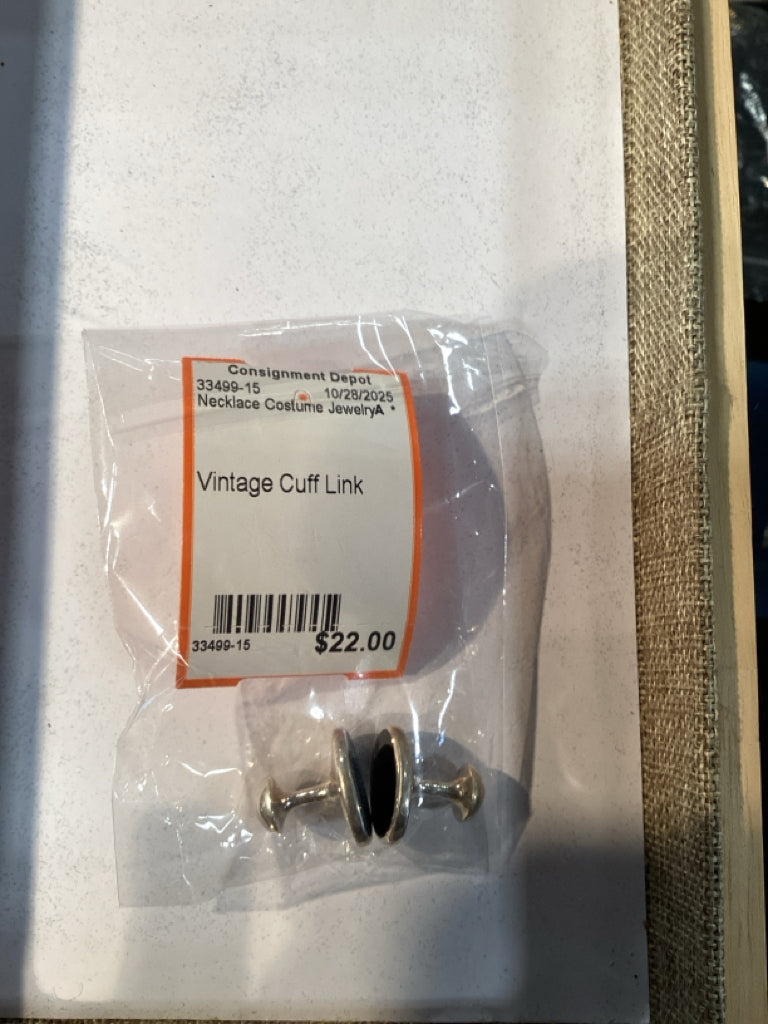 Consignment Depot
33499-15 10/28/2025
Necklace Costume JewelryA *
Vintage Cuff Link
33499-15 $22.00